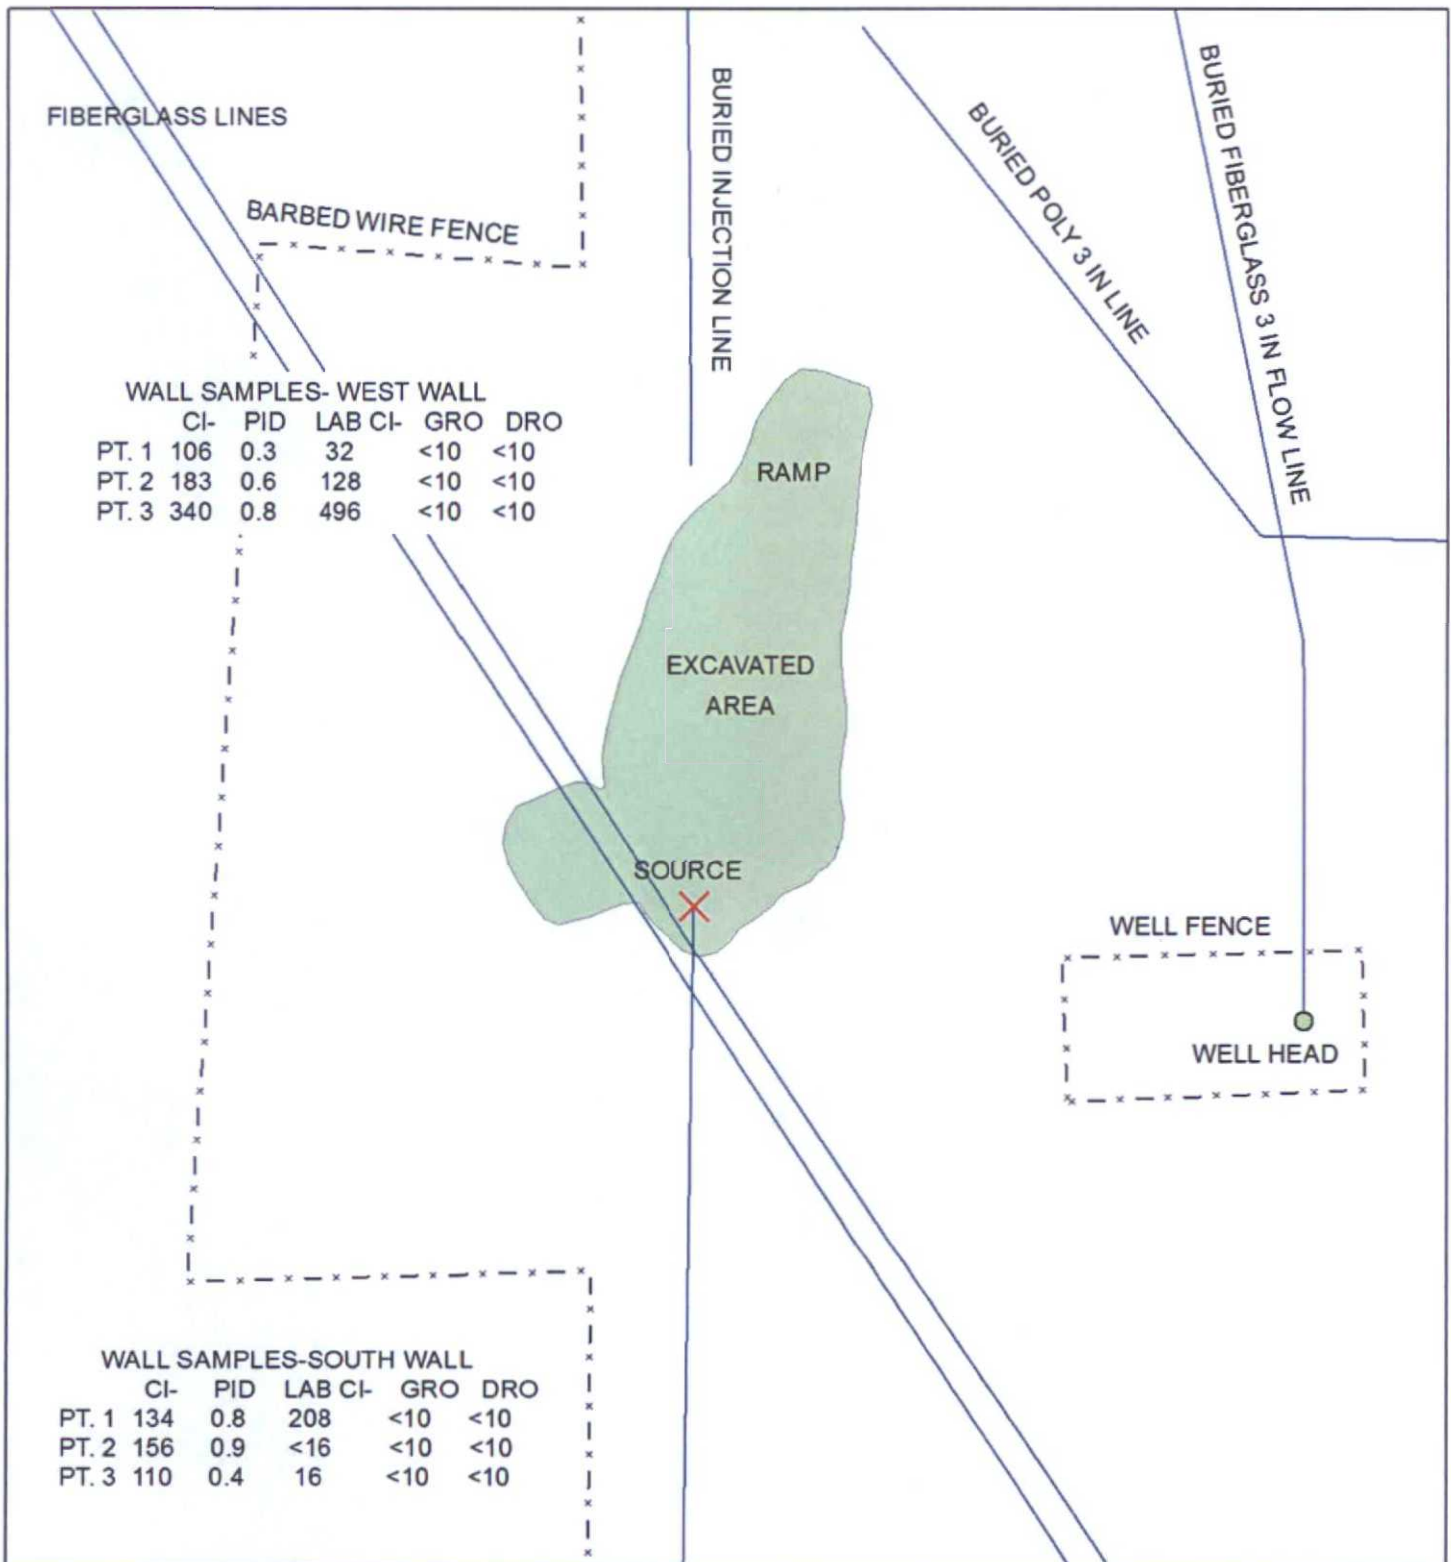 FIBERGLASS LINES
BARBED WIRE FENCE
BURIED INJECTION LINE
BURIED POLY 3 IN LINE
BURIED FIBERGLASS 3 IN FLOW LINE
WALL SAMPLES- WEST WALL
Cl- PID LAB Cl- GRO DRO
PT. 1 106 0.3 32 <10 <10
PT. 2 183 0.6 128 <10 <10
PT. 3 340 0.8 496 <10 <10
RAMP
EXCAVATED
AREA
SOURCE
WELL FENCE
WELL HEAD
WALL SAMPLES-SOUTH WALL
Cl- PID LAB Cl- GRO DRO
PT. 1 134 0.8 208 <10 <10
PT. 2 156 0.9 <16 <10 <10
PT. 3 110 0.4 16 <10 <10